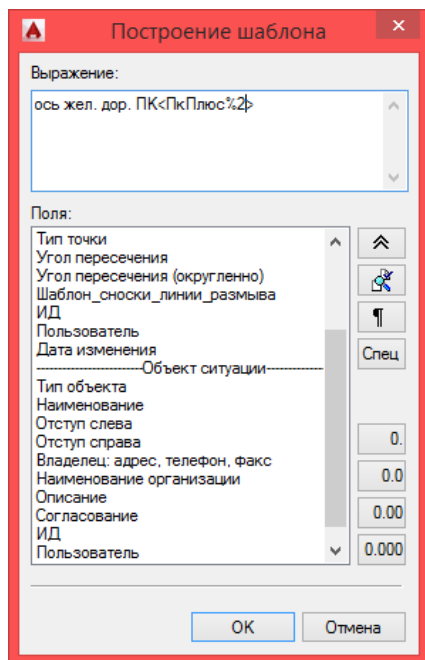 Построение шаблона
Выражение:
ось жел. дор. ПК<ПкПлюс%2>
Поля:
Тип точки
Угол пересечения
Угол пересечения (округленно)
Шаблон_сноски_линии_размыва
ИД
Пользователь
Дата изменения
-------------------------Объект ситуации-------------
Тип объекта
Наименование
Отступ слева
Отступ справа
Владелец: адрес, телефон, факс
Наименование организации
Описание
Согласование
ИД
Пользователь
¶
Спец
0.
0.0
0.00
0.000
OK
Отмена